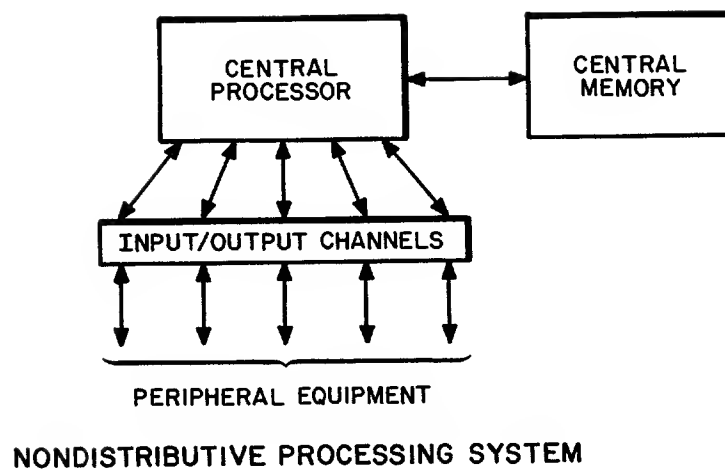 CENTRAL
PROCESSOR
CENTRAL
MEMORY
INPUT/OUTPUT CHANNELS
PERIPHERAL EQUIPMENT
NONDISTRIBUTIVE PROCESSING SYSTEM